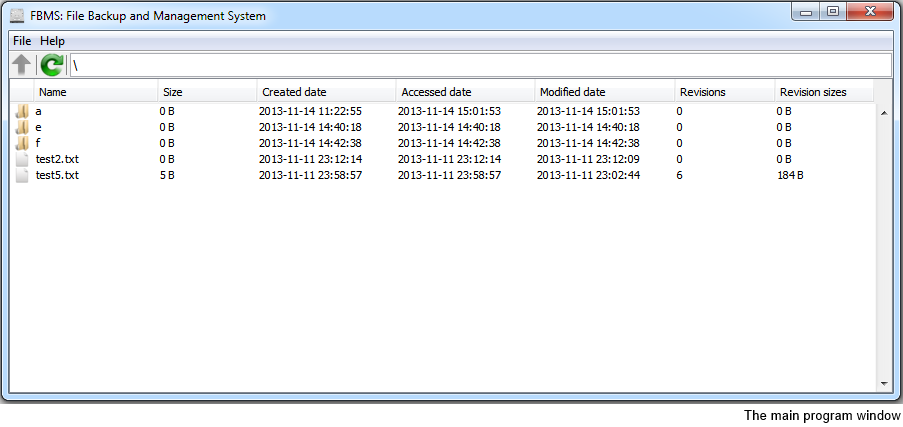 FBMS: File Backup and Management System
File Help
\
Name Size Created date Accessed date Modified date Revisions Revision sizes
a 0 B 2013-11-14 11:22:55 2013-11-14 15:01:53 2013-11-14 15:01:53 0 0 B
e 0 B 2013-11-14 14:40:18 2013-11-14 14:40:18 2013-11-14 14:40:18 0 0 B
f 0 B 2013-11-14 14:42:38 2013-11-14 14:42:38 2013-11-14 14:42:38 0 0 B
test2.txt 0 B 2013-11-11 23:12:14 2013-11-11 23:12:14 2013-11-11 23:12:09 0 0 B
test5.txt 5 B 2013-11-11 23:58:57 2013-11-11 23:58:57 2013-11-11 23:02:44 6 184 B
The main program window